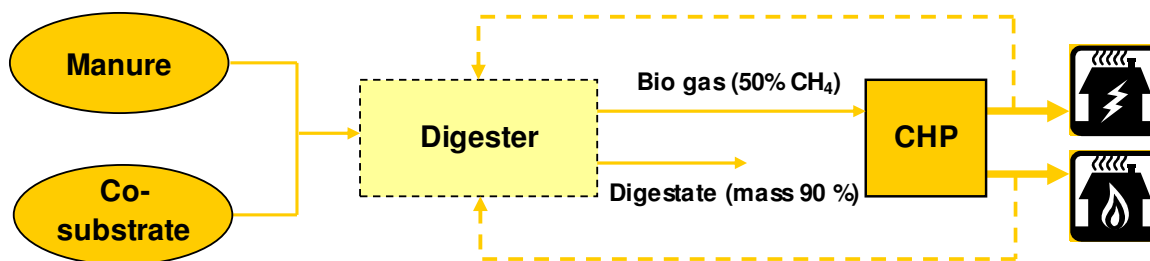 Manure
Co-
substrate
Digester
Bio gas (50% CH₄)
Digestate (mass 90 %)
CHP